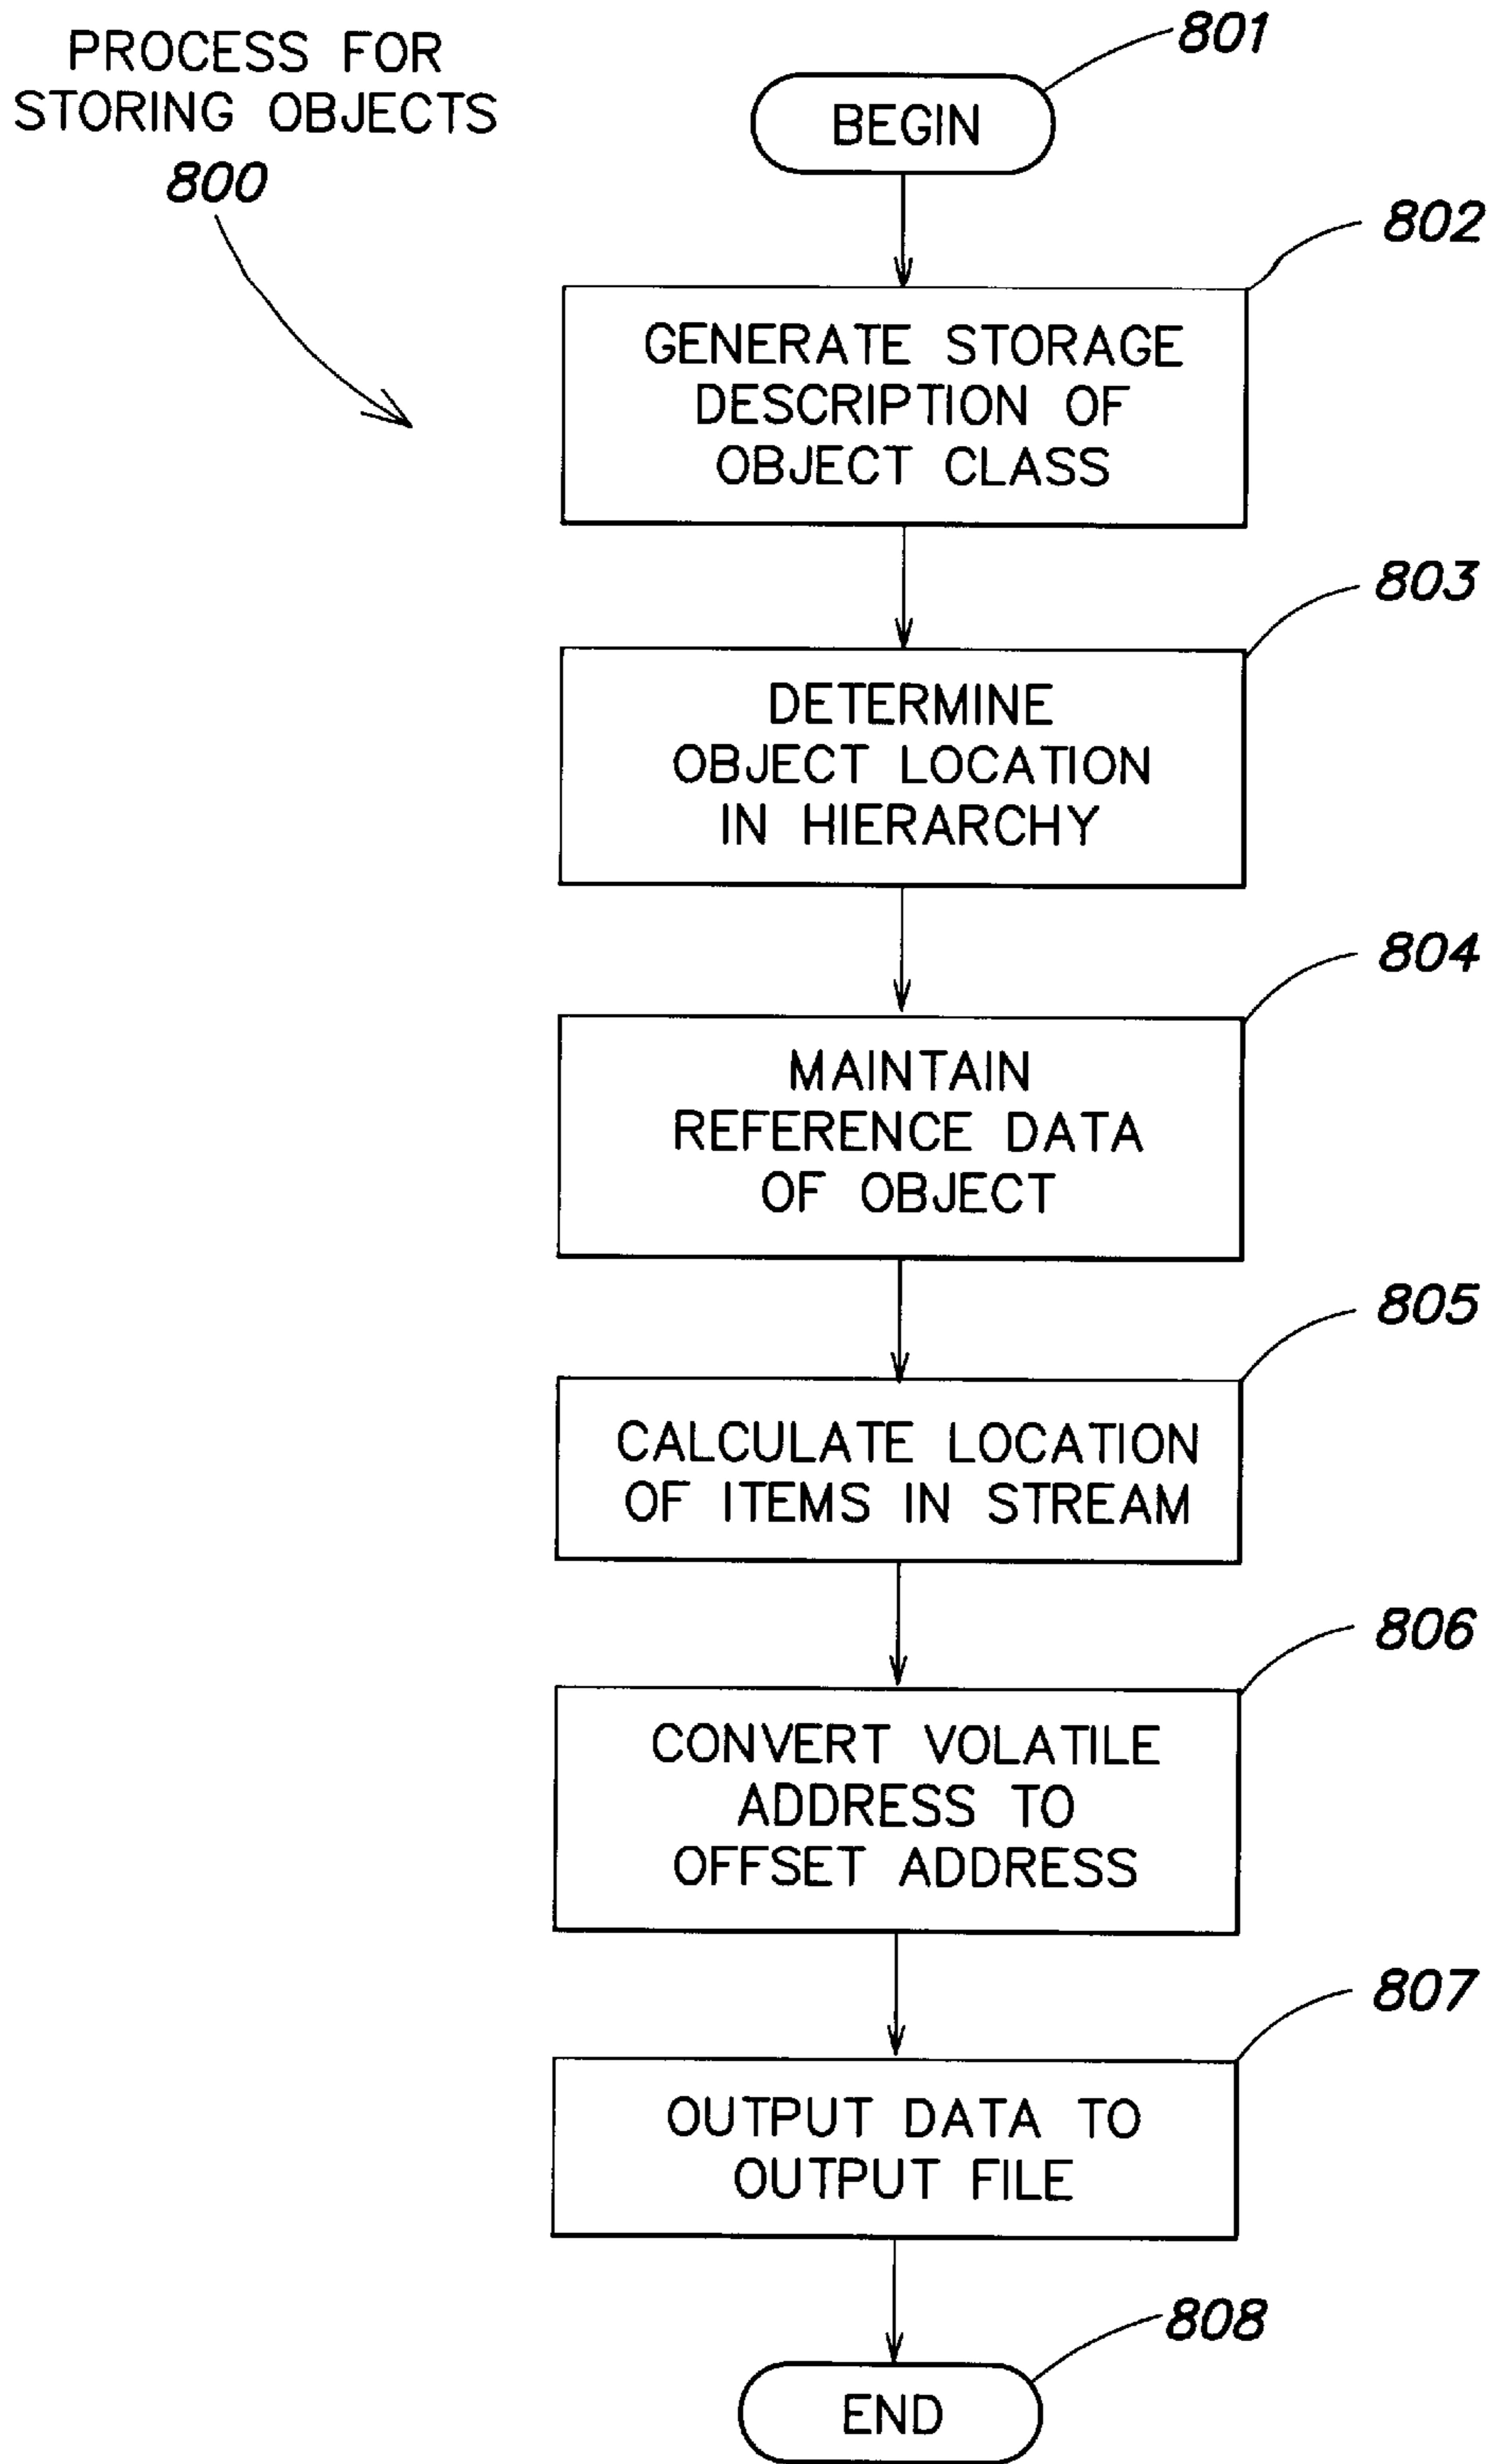 PROCESS FOR
STORING OBJECTS
800
801
BEGIN
802
GENERATE STORAGE
DESCRIPTION OF
OBJECT CLASS
803
DETERMINE
OBJECT LOCATION
IN HIERARCHY
804
MAINTAIN
REFERENCE DATA
OF OBJECT
805
CALCULATE LOCATION
OF ITEMS IN STREAM
806
CONVERT VOLATILE
ADDRESS TO
OFFSET ADDRESS
807
OUTPUT DATA TO
OUTPUT FILE
808
END